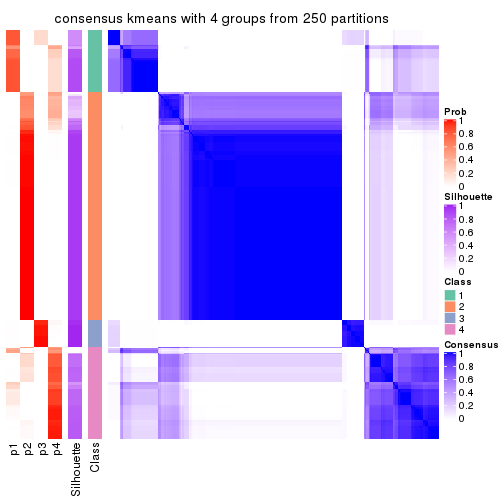 consensus kmeans with 4 groups from 250 partitions
Prob
1
0.8
0.6
0.4
0.2
0
Silhouette
1
0.8
0.6
0.4
0.2
0
Class
1
2
3
4
Consensus
1
0.8
0.6
0.4
0.2
0
p1
p2
p3
p4
Silhouette
Class